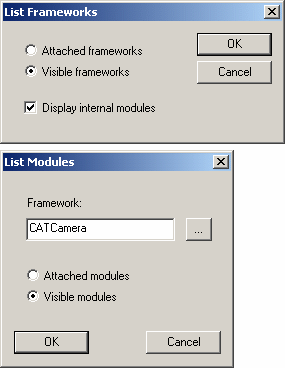 List Frameworks
Attached frameworks
OK
Visible frameworks
Cancel
Display internal modules
List Modules
Framework:
CATCamera
...
Attached modules
Visible modules
OK
Cancel